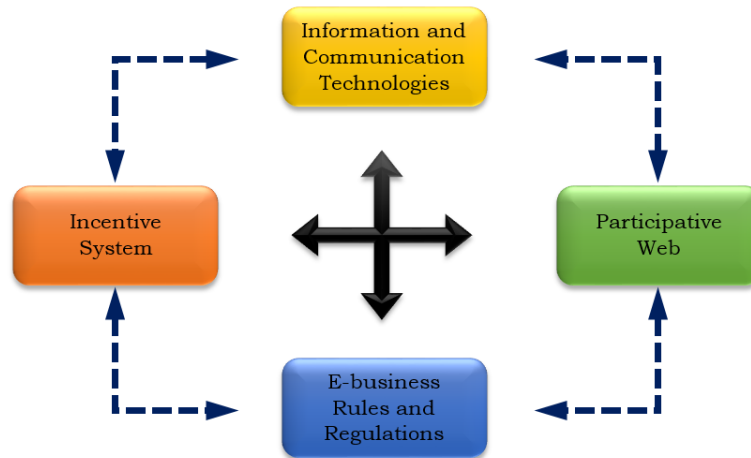 Information and
Communication
Technologies
Incentive
System
Participative
Web
E-business
Rules and
Regulations